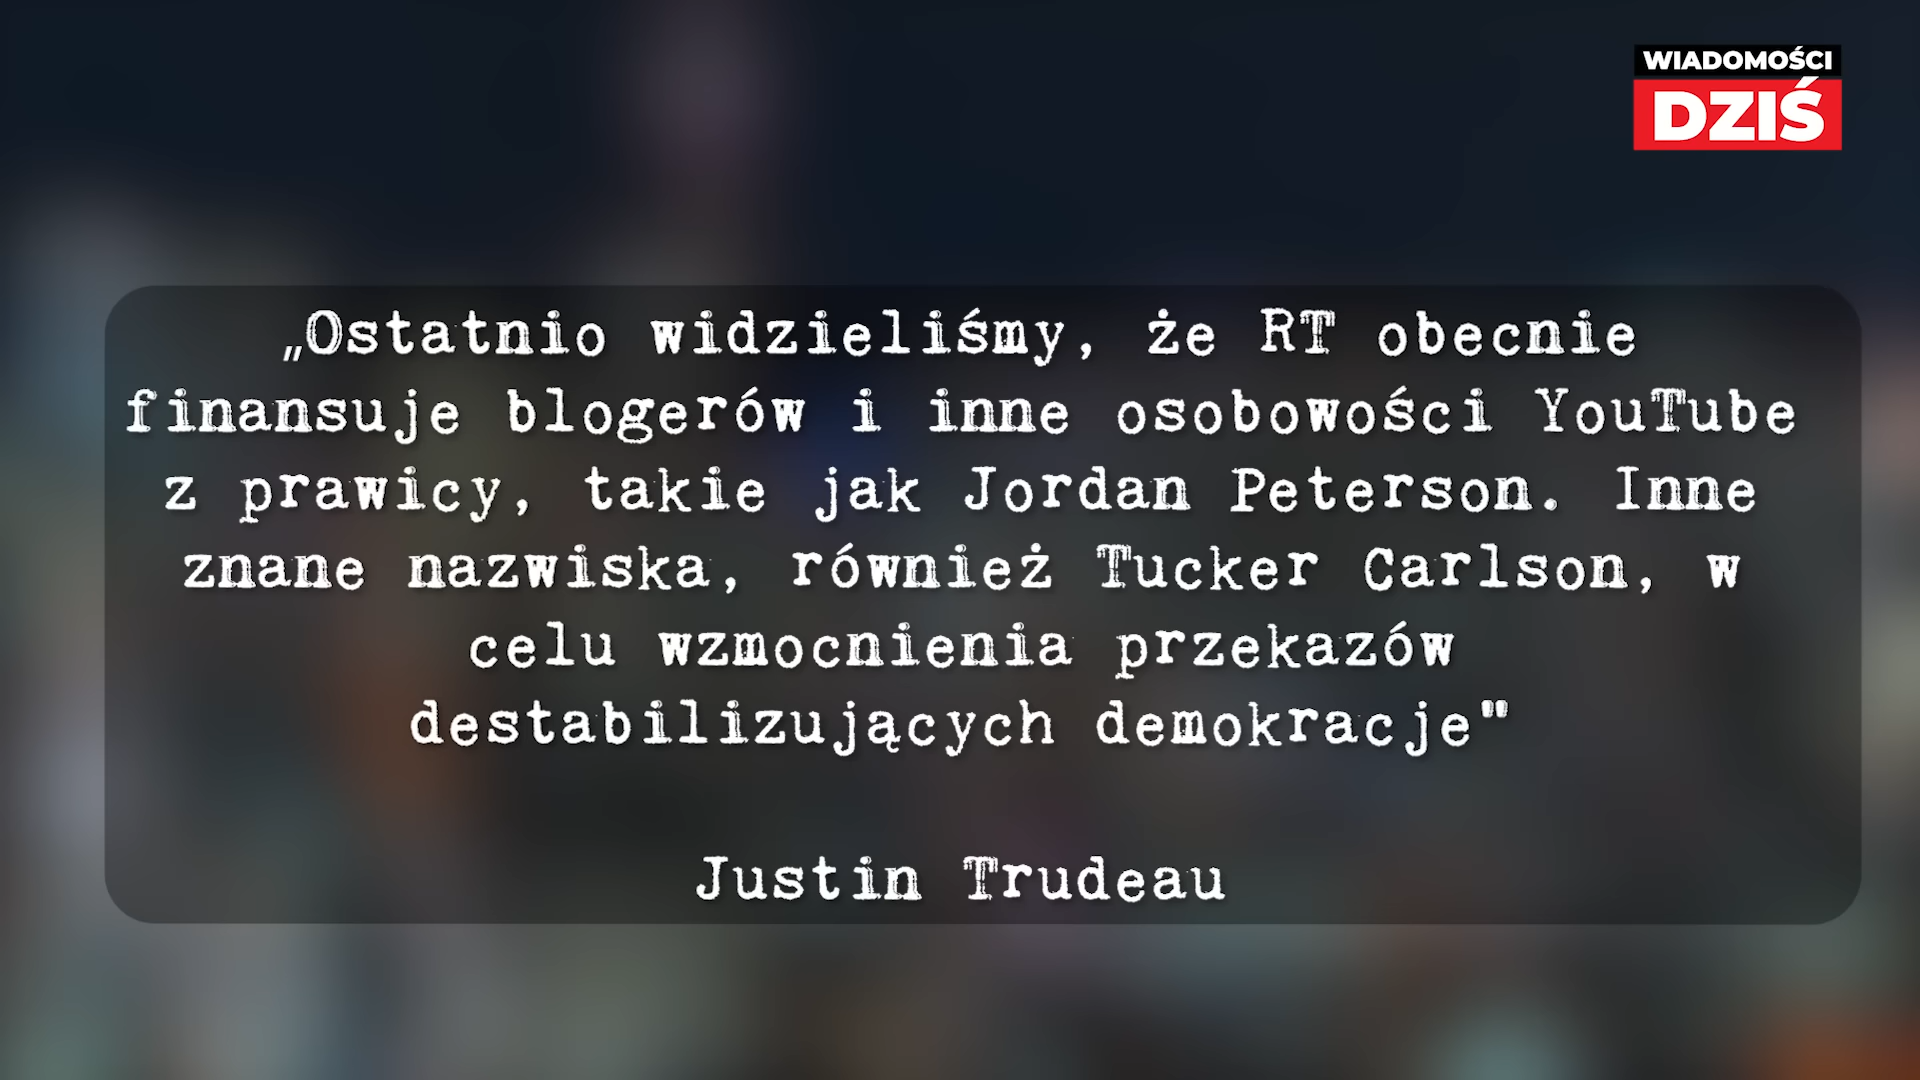 WIADOMOŚCI
DZIŚ
„Ostatnio widzieliśmy, że RT obecnie
finansuje blogerów i inne osobowości YouTube
z prawicy, takie jak Jordan Peterson. Inne
znane nazwiska, również Tucker Carlson, w
celu wzmocnienia przekazów
destabilizujących demokracje"
Justin Trudeau